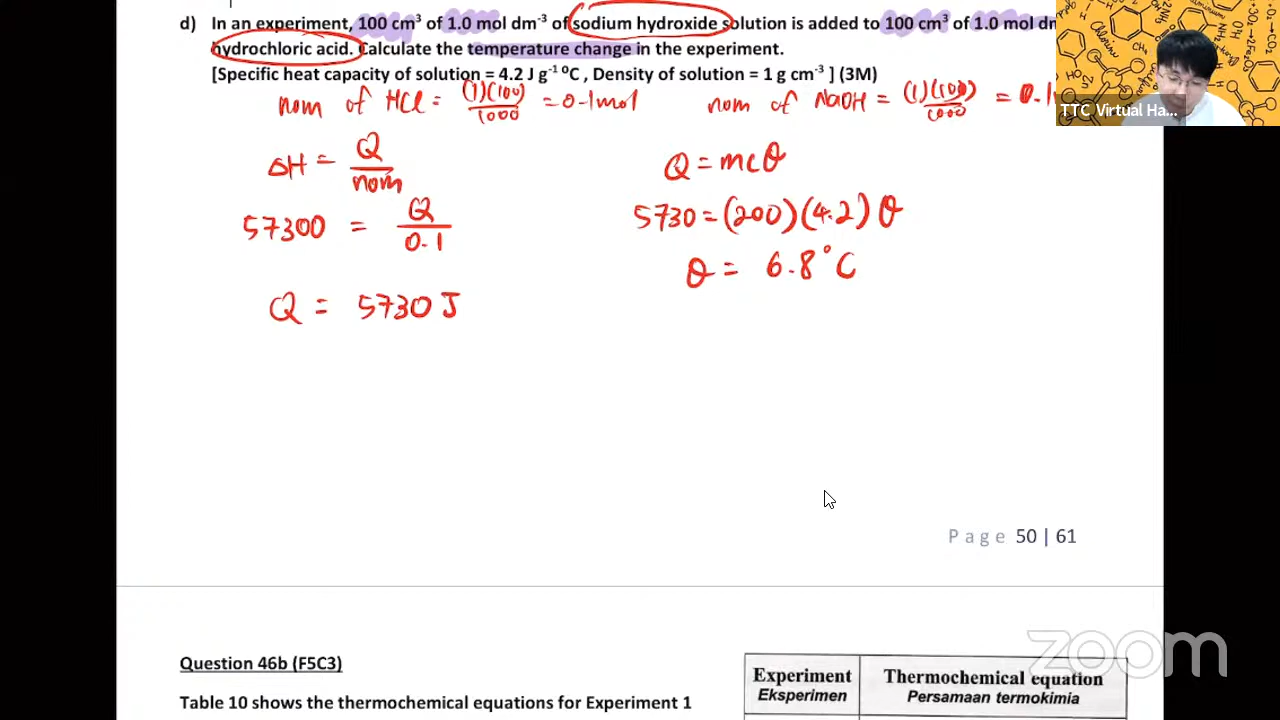 d) In an experiment, 100 cm³ of 1.0 mol dm⁻³ of sodium hydroxide solution is added to 100 cm³ of 1.0 mol
hydrochloric acid. Calculate the temperature change in the experiment.
[Specific heat capacity of solution = 4.2 J g⁻¹ ⁰C , Density of solution = 1 g cm⁻³ ] (3M)
nom of HCl = (1)(100)/1000 = 0.1mol
nom of NaOH = (1)(100)/1000 = 0.1
TTC Virtual Ha...
ΔH = Q/nom
57300 = Q/0.1
Q = 5730 J
Q = mcθ
5730 = (200)(4.2) θ
θ = 6.8°C
Page 50 | 61
zoom
Question 46b (F5C3)
Table 10 shows the thermochemical equations for Experiment 1
Experiment
Eksperimen
Thermochemical equation
Persamaan termokimia